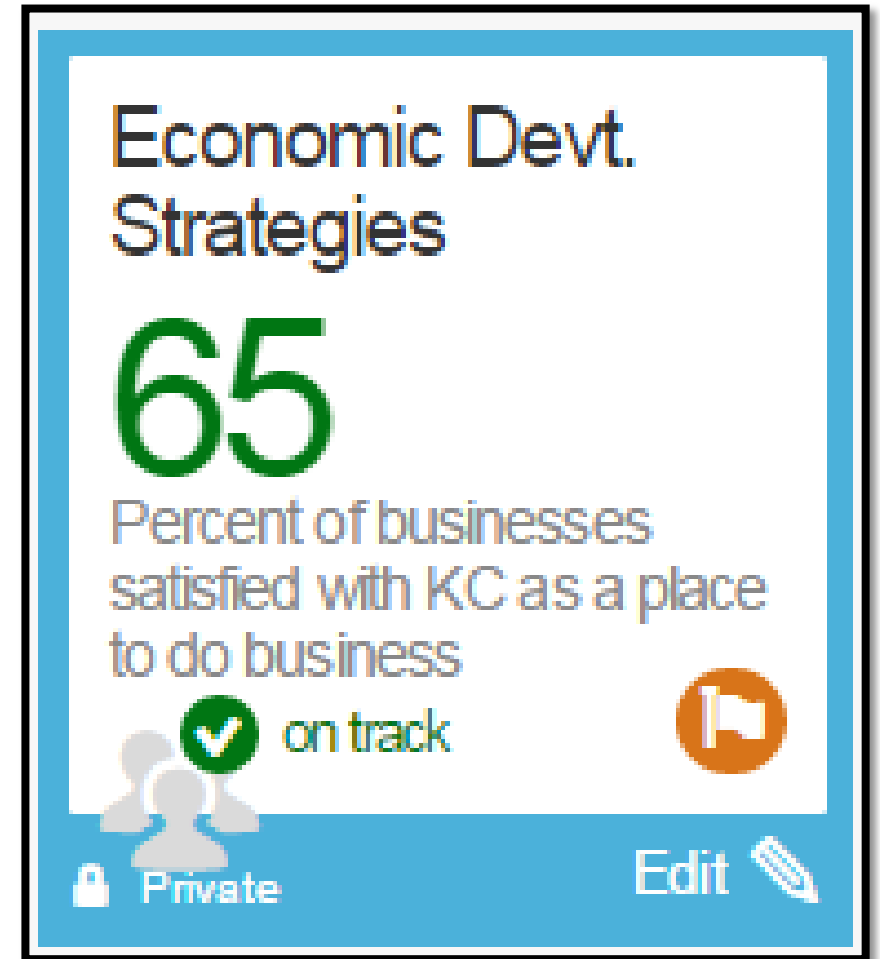 Economic Devt.
Strategies
65
Percent of businesses
satisfied with KC as a place
to do business
on track
Private
Edit